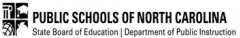 PUBLIC SCHOOLS OF NORTH CAROLINA
State Board of Education | Department of Public Instruction